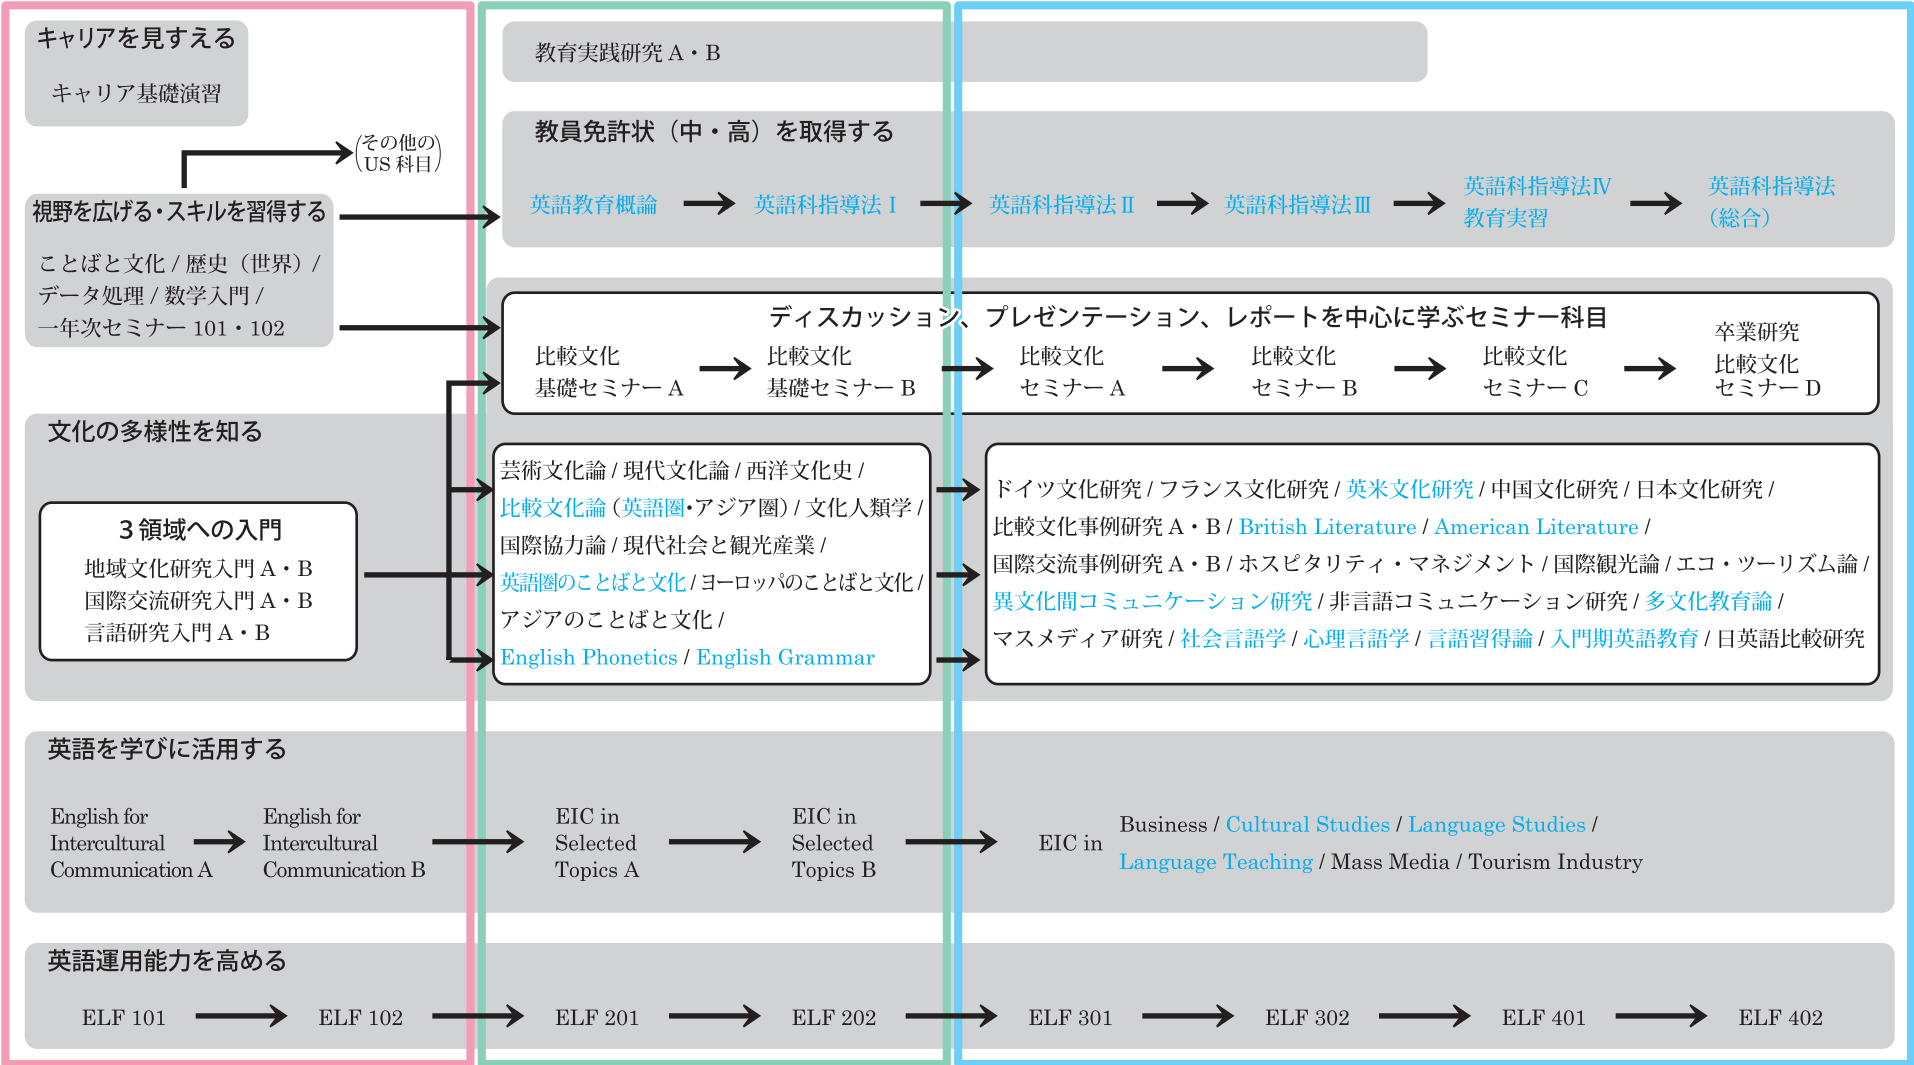 キャリアを見すえる
キャリア基礎演習
教育実践研究 A・B
(その他の
US 科目)
教員免許状（中・高）を取得する
英語教育概論
英語科指導法Ⅰ
英語科指導法Ⅱ
英語科指導法Ⅲ
英語科指導法Ⅳ
教育実習
英語科指導法
（総合）
視野を広げる・スキルを習得する
ことばと文化 / 歴史（世界）/
データ処理 / 数学入門 /
一年次セミナー 101・102
ディスカッション、プレゼンテーション、レポートを中心に学ぶセミナー科目
比較文化
基礎セミナー A
比較文化
基礎セミナー B
比較文化
セミナー A
比較文化
セミナー B
比較文化
セミナー C
卒業研究
比較文化
セミナー D
文化の多様性を知る
3 領域への入門
地域文化研究入門 A・B
国際交流研究入門 A・B
言語研究入門 A・B
芸術文化論 / 現代文化論 / 西洋文化史 /
比較文化論（英語圏・アジア圏）/ 文化人類学 /
国際協力論 / 現代社会と観光産業 /
英語圏のことばと文化 / ヨーロッパのことばと文化 /
アジアのことばと文化 /
English Phonetics / English Grammar
ドイツ文化研究 / フランス文化研究 / 英米文化研究 / 中国文化研究 / 日本文化研究 /
比較文化事例研究 A・B / British Literature / American Literature /
国際交流事例研究 A・B / ホスピタリティ・マネジメント / 国際観光論 / エコ・ツーリズム論 /
異文化間コミュニケーション研究 / 非言語コミュニケーション研究 / 多文化教育論 /
マスメディア研究 / 社会言語学 / 心理言語学 / 言語習得論 / 入門期英語教育 / 日英語比較研究
英語を学びに活用する
English for
Intercultural
Communication A
English for
Intercultural
Communication B
EIC in
Selected
Topics A
EIC in
Selected
Topics B
EIC in
Business / Cultural Studies / Language Studies /
Language Teaching / Mass Media / Tourism Industry
英語運用能力を高める
ELF 101
ELF 102
ELF 201
ELF 202
ELF 301
ELF 302
ELF 401
ELF 402